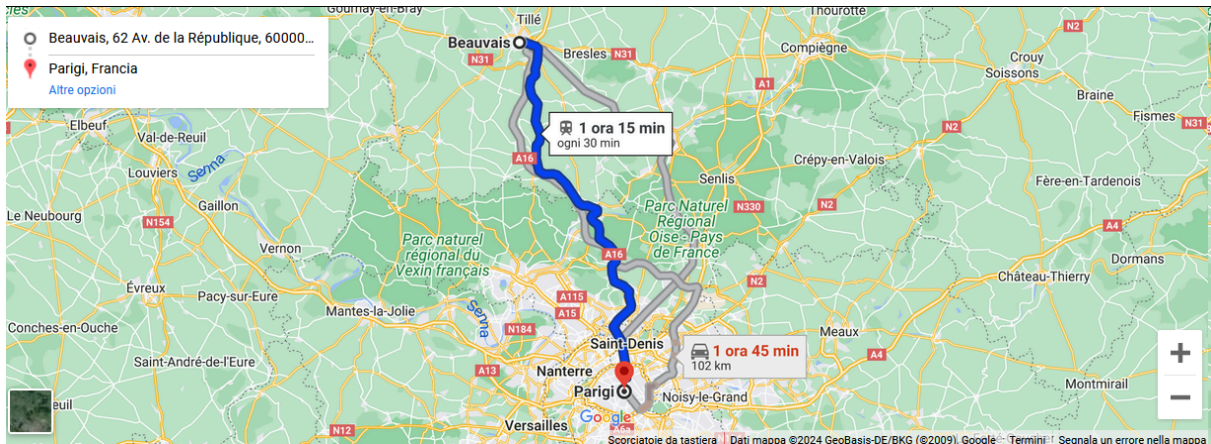 Beauvais, 62 Av. de la République, 60000...
Parigi, Francia
Altre opzioni
Gournay-en-Bray
Tillé
Thourotte
Beauvais
N31
Bresles
N31
Compiègne
Crouy
Soissons
A1
N31
Braine
Fismes
N31
Elbeuf
Val-de-Reuil
1 ora 15 min
ogni 30 min
N2
A16
Louviers
Senna
Crépy-en-Valois
Senlis
Fère-en-Tardenois
Gaillon
Le Neubourg
N154
Parc Naturel
Régional
Oise - Pays
de France
N330
A4
Vernon
Parc naturel
régional du
Vexin français
A16
Dormans
Évreux
Pacy-sur-Eure
A115
N2
Château-Thierry
Mantes-la-Jolie
Senna
A15
Conches-en-Ouche
N184
Meaux
Saint-Denis
1 ora 45 min
102 km
A4
Saint-André-de-l'Eure
A13
Nanterre
Montmirail
Parigi
Noisy-le-Grand
euil
Google
Versailles
N12
A6a
Scorciatoie da tastiera
Dati mappa ©2024 GeoBasis-DE/BKG (©2009), Google
Termini
Segnala un errore nella mappa